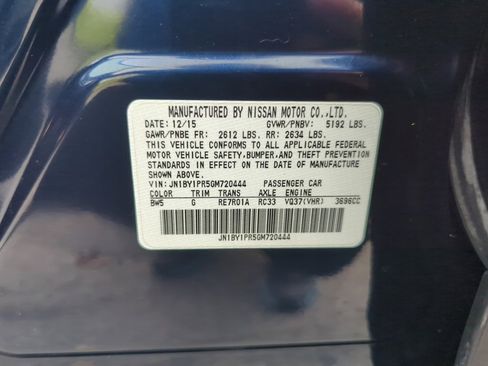 MANUFACTURED BY NISSAN MOTOR CO.,LTD.
DATE: 12/15 GVWR/PNBV: 5192 LBS.
GAWR/PNBE FR: 2612 LBS. RR: 2634 LBS.
THIS VEHICLE CONFORMS TO ALL APPLICABLE FEDERAL
MOTOR VEHICLE SAFETY,BUMPER,AND THEFT PREVENTION
STANDARDS IN EFFECT ON THE DATE OF MANUFACTURE
SHOWN ABOVE.
VIN: JN1BY1PR5GM720444 PASSENGER CAR
COLOR TRIM TRANS AXLE ENGINE
BW5 G RE7R01A RC33 VQ37(VHR) 3696CC
JN1BY1PR5GM720444